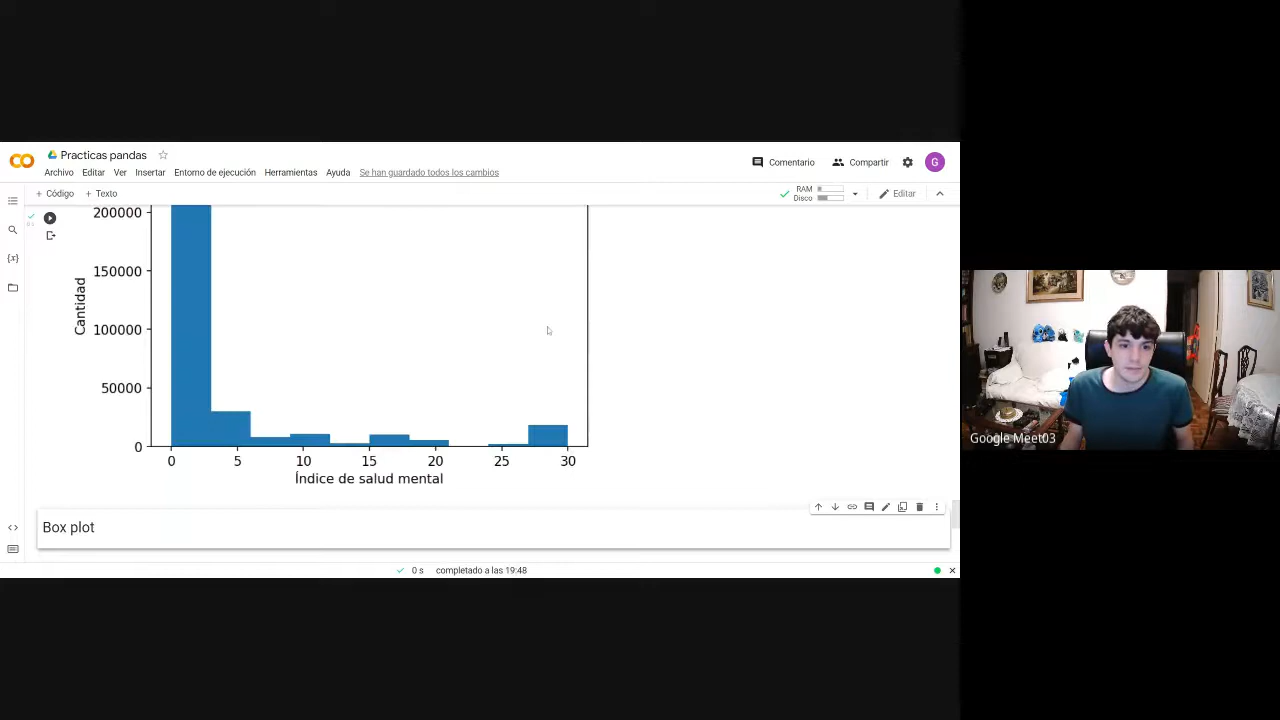 Practicas pandas
Archivo Editar Ver Insertar Entorno de ejecución Herramientas Ayuda Se han guardado todos los cambios
Comentario Compartir G
+ Código + Texto
RAM
Disco
Editar
{x}
200000
150000
100000
50000
0
Cantidad
0 5 10 15 20 25 30
Índice de salud mental
Box plot
0 s completado a las 19:48
Google Meet03